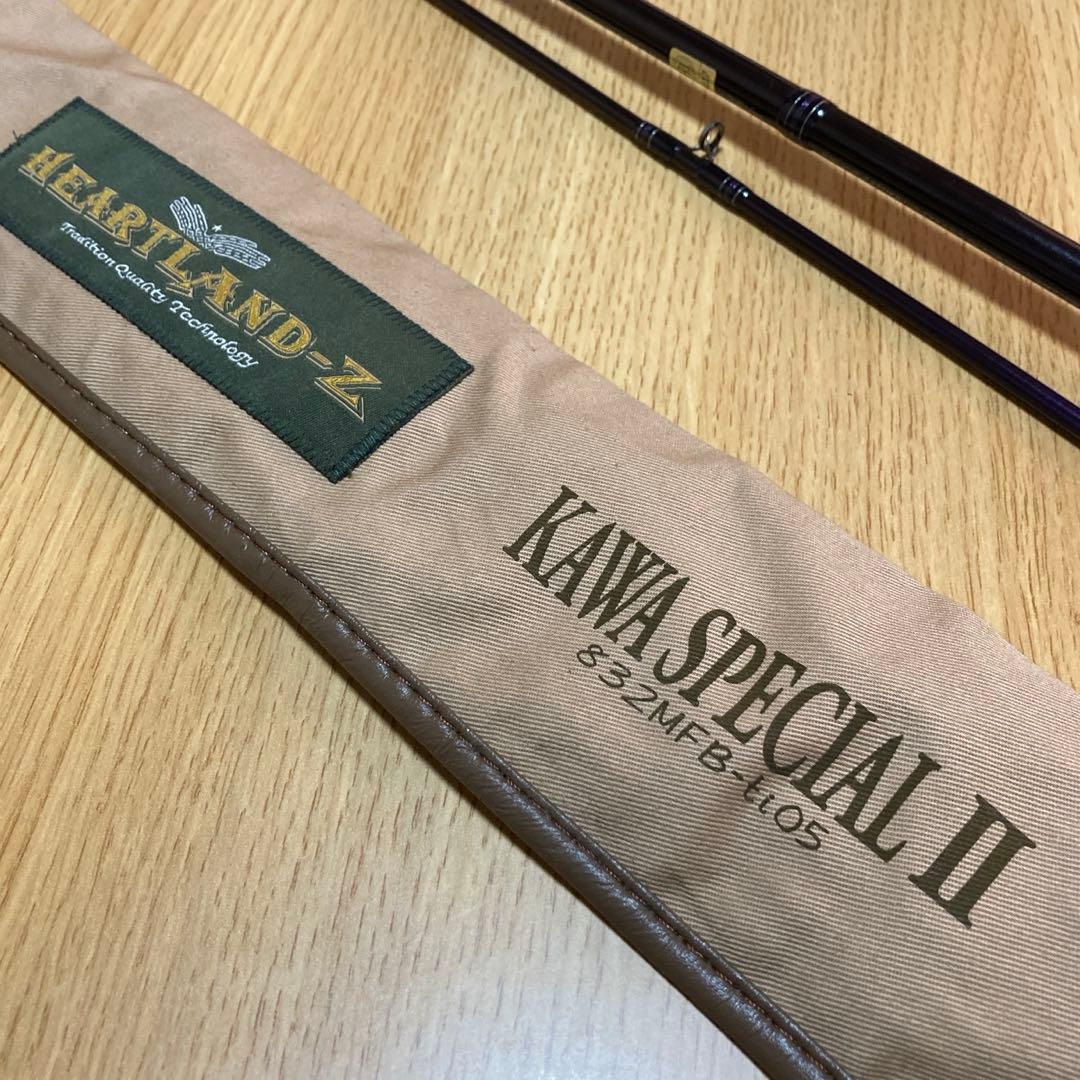 HEARTLAND-Z
Tradition Quality Technology
KAWA SPECIAL II
832MFB-ti05